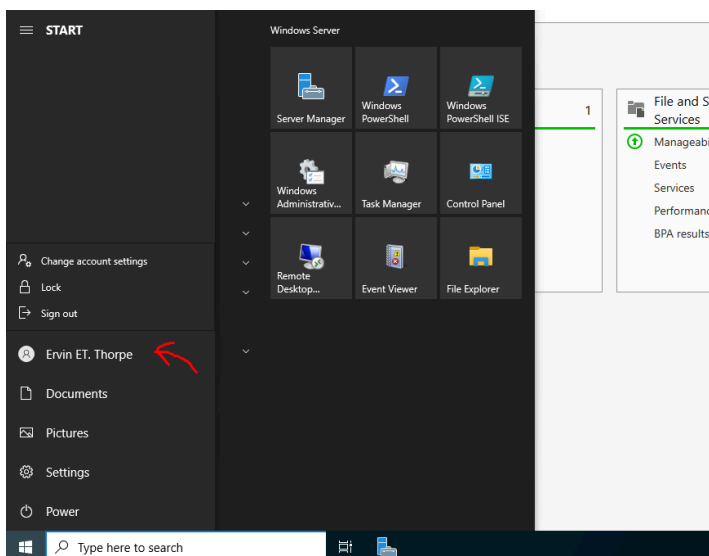 START
Change account settings
Lock
Sign out
Ervin ET. Thorpe
Documents
Pictures
Settings
Power
Type here to search
Windows Server
Server Manager
Windows
PowerShell
Windows
PowerShell ISE
Windows
Administrativ...
Task Manager
Control Panel
Remote
Desktop...
Event Viewer
File Explorer
1
File and S
Services
Manageabi
Events
Services
Performanc
BPA results